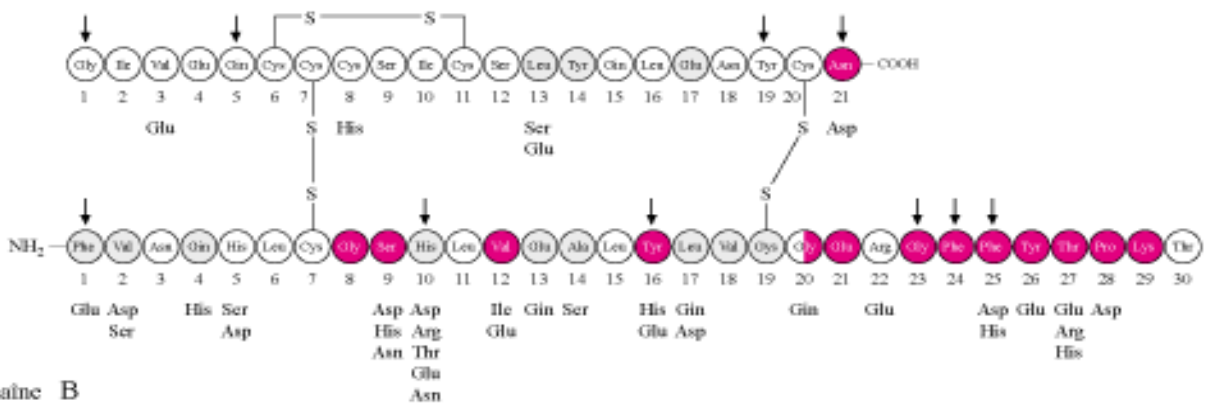 S S
Gly Ile Val Glu Gin Cys Cys Cys Ser Ile Cys Ser Leu Tyr Gin Leu Glu Asn Tyr Cys Asn COOH
1 2 3 4 5 6 7 8 9 10 11 12 13 14 15 16 17 18 19 20 21
Glu S His Ser S Asp
Glu
S S
NH2 Phe Val Asn Gin His Leu Cys Gly Ser His Leu Val Glu Ala Leu Tyr Leu Val Cys Gly Glu Arg Gly Phe Phe Tyr Thr Pro Lys Thr
1 2 3 4 5 6 7 8 9 10 11 12 13 14 15 16 17 18 19 20 21 22 23 24 25 26 27 28 29 30
Glu Asp His Ser Asp Asp Ile Gin Ser His Gin Gin Glu Asp Glu Glu Asp
Ser Asp His Arg Glu Glu Asp His Arg
Asn Thr His
Glu
aîne B Asn